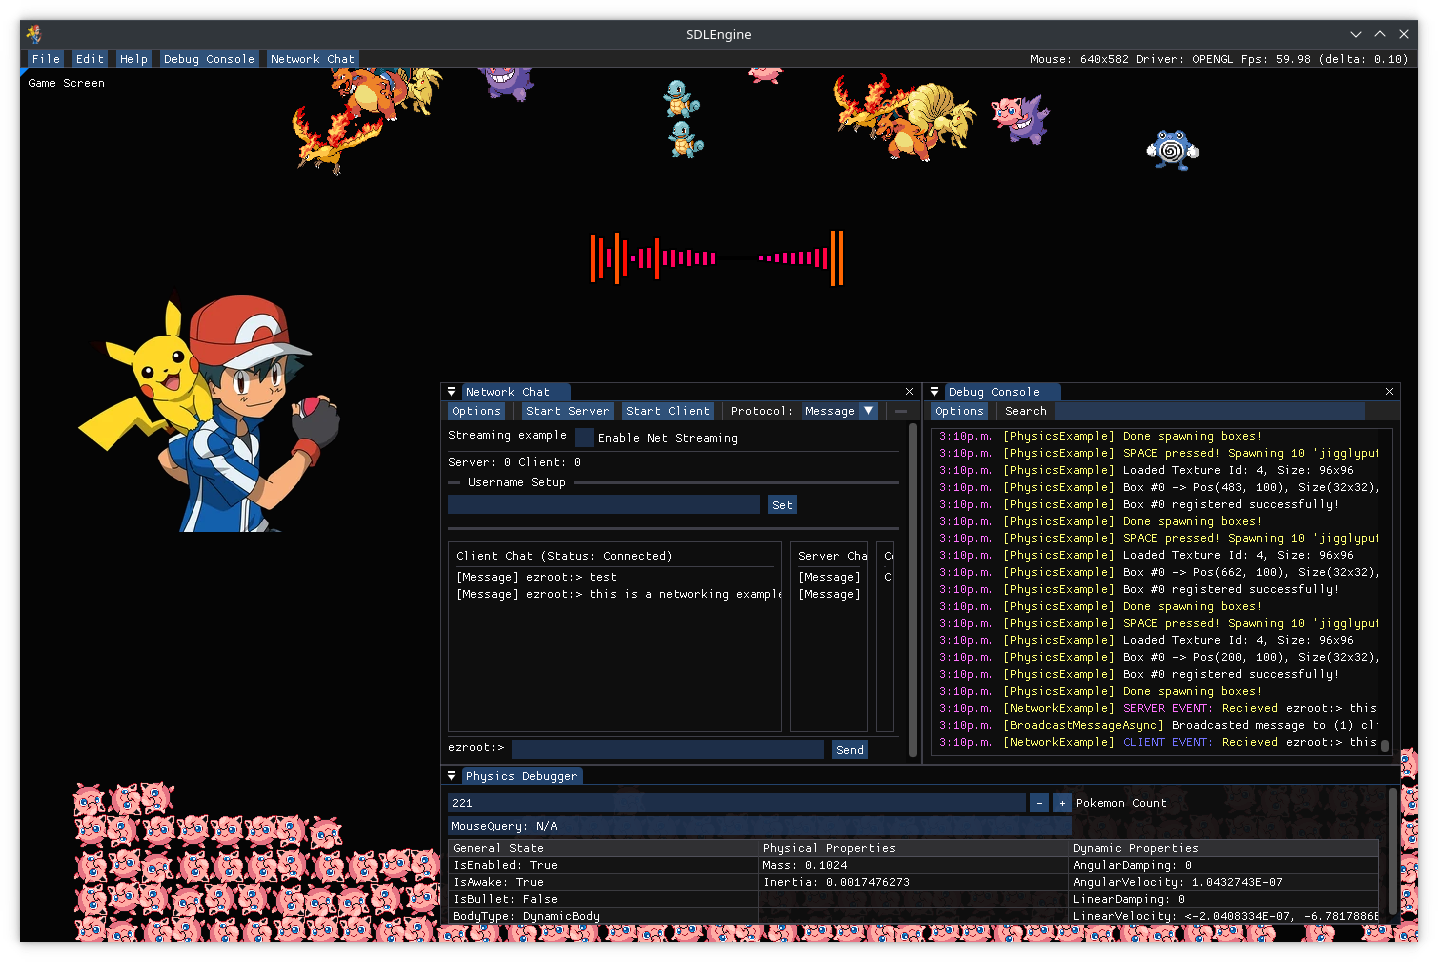 SDLEngine
File Edit Help Debug Console Network Chat Mouse: 640x582 Driver: OPENGL Fps: 59.98 (delta: 0.10)
Game Screen
Network Chat
Options Start Server Start Client Protocol: Message
Streaming example Enable Net Streaming
Server: 0 Client: 0
Username Setup
Set
Client Chat (Status: Connected)
[Message] ezroot:> test
[Message] ezroot:> this is a networking example
Server Cha
[Message]
[Message]
C
ezroot:> Send
Debug Console
Options Search
3:10p.m. [PhysicsExample] Done spawning boxes!
3:10p.m. [PhysicsExample] SPACE pressed! Spawning 10 'jigglypuf
3:10p.m. [PhysicsExample] Loaded Texture Id: 4, Size: 96x96
3:10p.m. [PhysicsExample] Box #0 -> Pos(483, 100), Size(32x32),
3:10p.m. [PhysicsExample] Box #0 registered successfully!
3:10p.m. [PhysicsExample] Done spawning boxes!
3:10p.m. [PhysicsExample] SPACE pressed! Spawning 10 'jigglypuf
3:10p.m. [PhysicsExample] Loaded Texture Id: 4, Size: 96x96
3:10p.m. [PhysicsExample] Box #0 -> Pos(662, 100), Size(32x32),
3:10p.m. [PhysicsExample] Box #0 registered successfully!
3:10p.m. [PhysicsExample] Done spawning boxes!
3:10p.m. [PhysicsExample] SPACE pressed! Spawning 10 'jigglypuf
3:10p.m. [PhysicsExample] Loaded Texture Id: 4, Size: 96x96
3:10p.m. [PhysicsExample] Box #0 -> Pos(200, 100), Size(32x32),
3:10p.m. [PhysicsExample] Box #0 registered successfully!
3:10p.m. [PhysicsExample] Done spawning boxes!
3:10p.m. [NetworkExample] SERVER EVENT: Recieved ezroot:> this
3:10p.m. [BroadcastMessageAsync] Broadcasted message to (1) cli
3:10p.m. [NetworkExample] CLIENT EVENT: Recieved ezroot:> this
Physics Debugger
221 - + Pokemon Count
MouseQuery: N/A
General State Physical Properties Dynamic Properties
IsEnabled: True Mass: 0.1024 AngularDamping: 0
IsAwake: True Inertia: 0.0017476273 AngularVelocity: 1.0432743E-07
IsBullet: False LinearDamping: 0
BodyType: DynamicBody LinearVelocity: <-2.0408334E-07, -6.7817886E